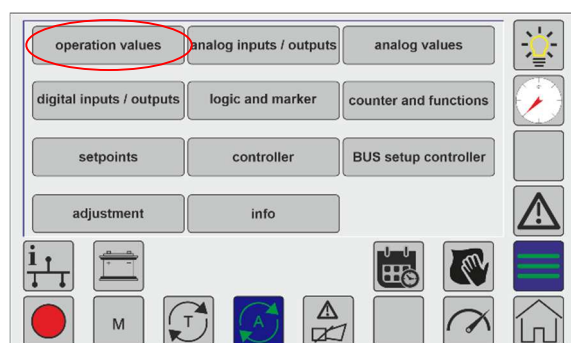 operation values
analog inputs / outputs
analog values
digital inputs / outputs
logic and marker
counter and functions
setpoints
controller
BUS setup controller
adjustment
info
i
M
T
A